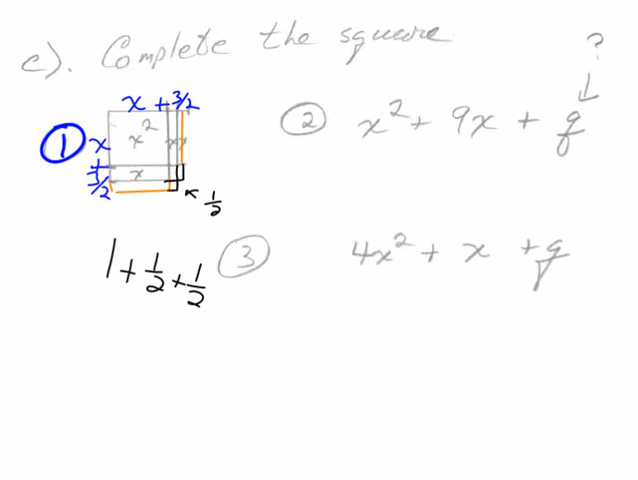 c). Complete the square
?
x + 3/2
① x x² x x
+ 3/2 x
1/2
② x² + 9x + q
1 + 1/2 + 1/2
③ 4x² + x + q